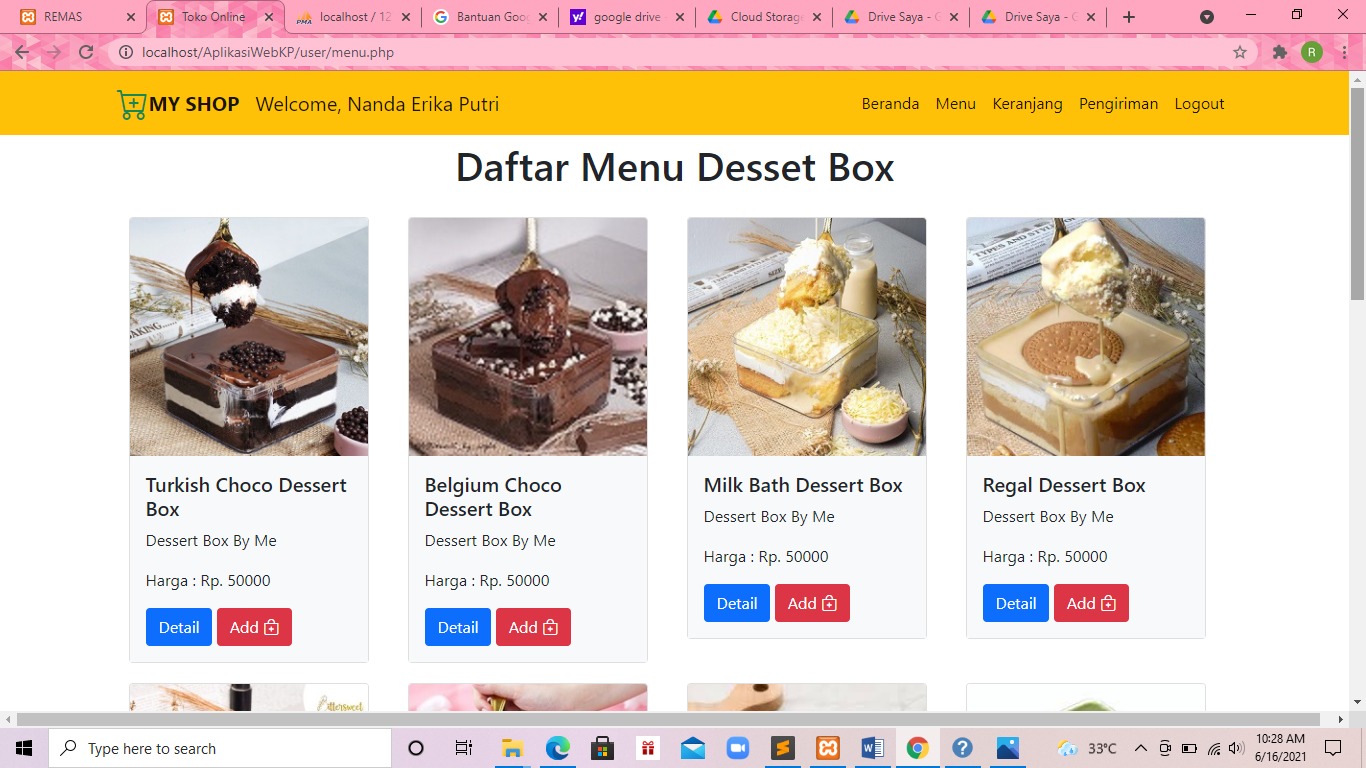 REMAS
Toko Online
localhost / 12
Bantuan Goo
google drive
Cloud Storage
Drive Saya - G
Drive Saya - G
localhost/AplikasiWebKP/user/menu.php
R
MY SHOP Welcome, Nanda Erika Putri
Beranda Menu Keranjang Pengiriman Logout
Daftar Menu Desset Box
Turkish Choco Dessert
Box
Dessert Box By Me
Harga : Rp. 50000
Detail Add
Belgium Choco
Dessert Box
Dessert Box By Me
Harga : Rp. 50000
Detail Add
Milk Bath Dessert Box
Dessert Box By Me
Harga : Rp. 50000
Detail Add
Regal Dessert Box
Dessert Box By Me
Harga : Rp. 50000
Detail Add
Type here to search
33°C
10:28 AM
6/16/2021